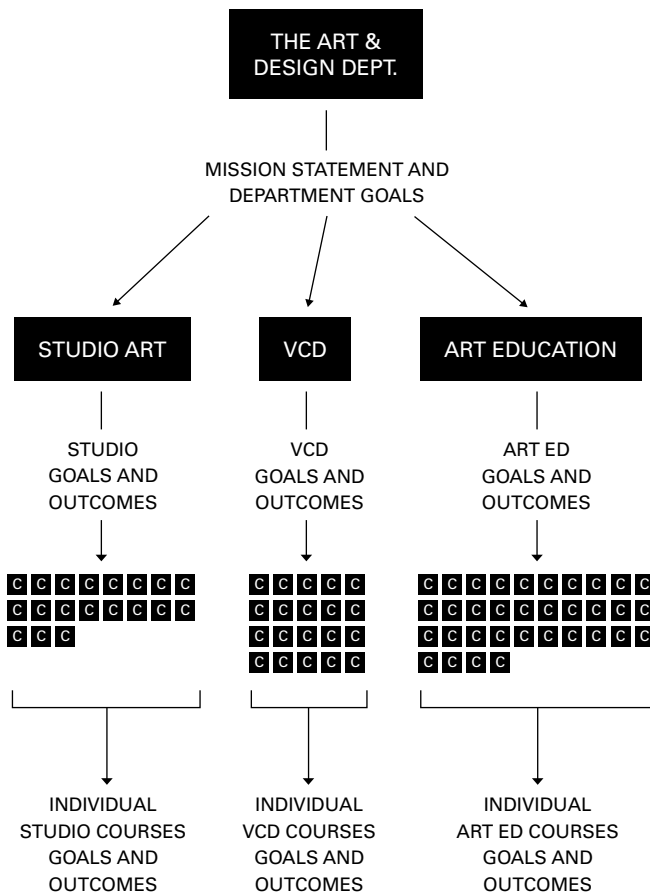 THE ART &
DESIGN DEPT.
MISSION STATEMENT AND
DEPARTMENT GOALS
STUDIO ART
STUDIO
GOALS AND
OUTCOMES
C C C C C C C C
C C C C C C C C
C C C
INDIVIDUAL
STUDIO COURSES
GOALS AND
OUTCOMES
VCD
VCD
GOALS AND
OUTCOMES
C C C C C
C C C C C
C C C C C
C C C C C
INDIVIDUAL
VCD COURSES
GOALS AND
OUTCOMES
ART EDUCATION
ART ED
GOALS AND
OUTCOMES
C C C C C C C C C C
C C C C C C C C C C
C C C C C C C C C C
C C C C
INDIVIDUAL
ART ED COURSES
GOALS AND
OUTCOMES